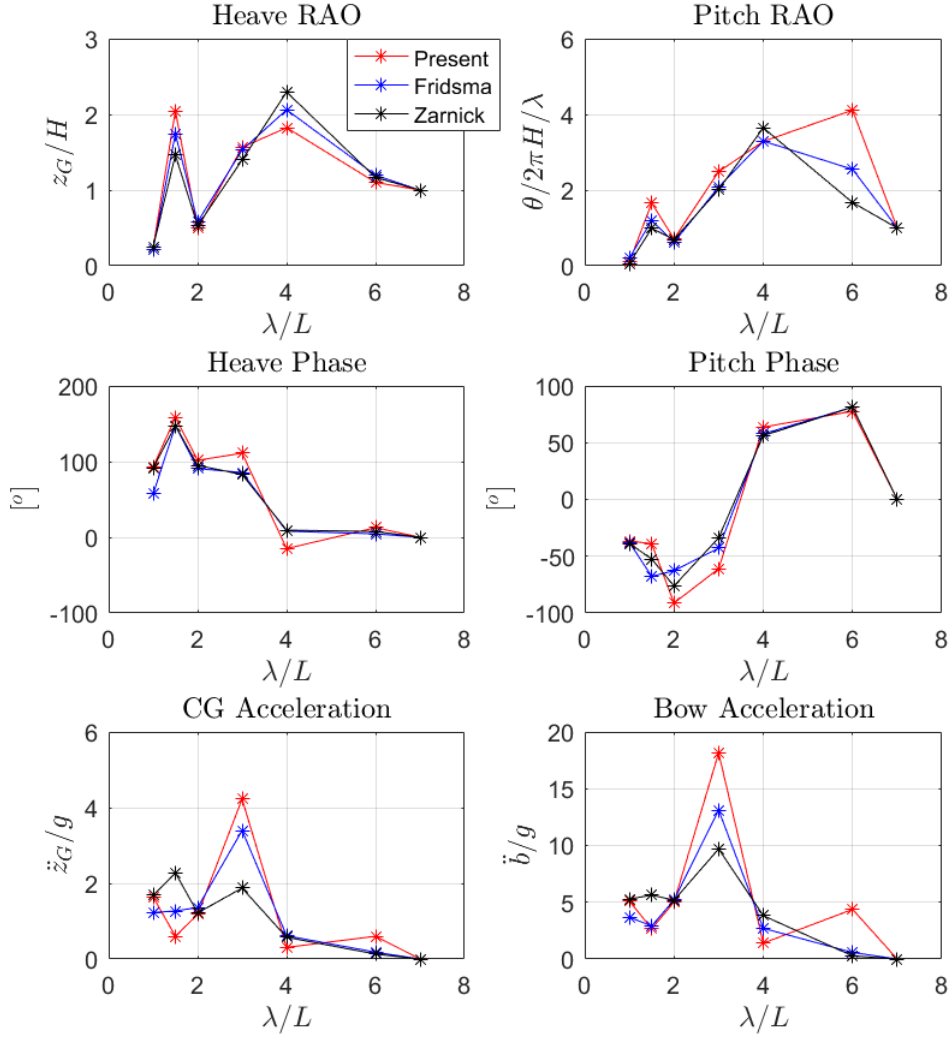 Heave RAO
3
2
1
0
0 2 4 6 8
z_G/H
λ/L
Present
Fridsma
Zarnick
Pitch RAO
6
4
2
0
0 2 4 6 8
θ/2πH/λ
λ/L
Heave Phase
200
100
0
-100
0 2 4 6 8
[º]
λ/L
Pitch Phase
100
50
0
-50
-100
0 2 4 6 8
[º]
λ/L
CG Acceleration
6
4
2
0
0 2 4 6 8
z̈_G/g
λ/L
Bow Acceleration
20
15
10
5
0
0 2 4 6 8
b̈/g
λ/L